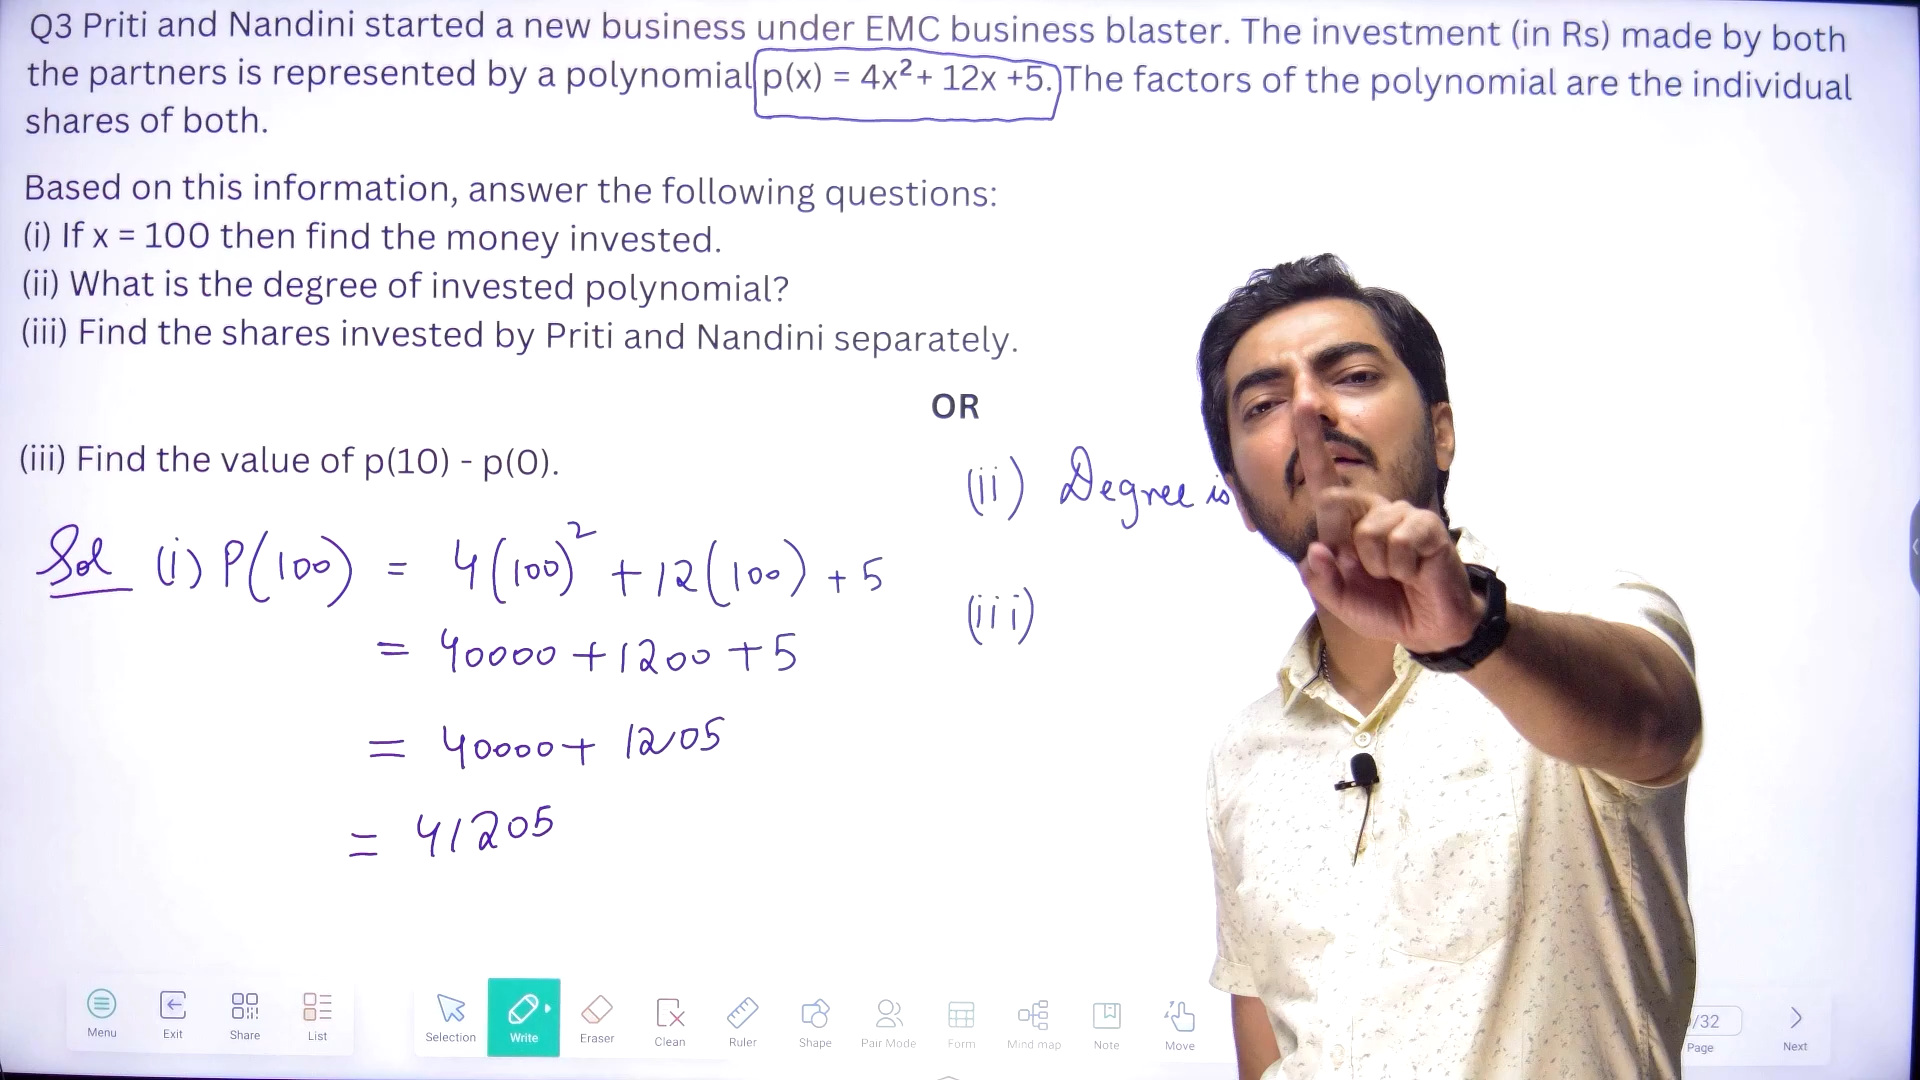 Q3 Priti and Nandini started a new business under EMC business blaster. The investment (in Rs) made by both
the partners is represented by a polynomial p(x) = 4x²+ 12x +5. The factors of the polynomial are the individual
shares of both.
Based on this information, answer the following questions:
(i) If x = 100 then find the money invested.
(ii) What is the degree of invested polynomial?
(iii) Find the shares invested by Priti and Nandini separately.
OR
(iii) Find the value of p(10) - p(0).
Sol (i) P(100) = 4(100)² + 12(100) + 5
= 40000 + 1200 + 5
= 40000 + 1205
= 41205
(ii) Degree is
(iii)
Menu Exit Share List Selection Write Eraser Clean Ruler Shape Pair Mode Form Mind map Note Move /32 Page Next